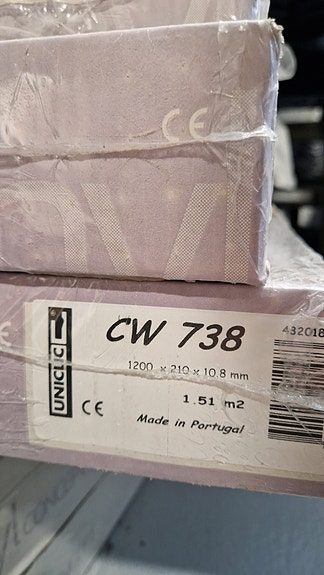 CE
UNICLIC
CW 738
432018
1200 x 210 x 10.8 mm
1.51 m2
CE
Made in Portugal